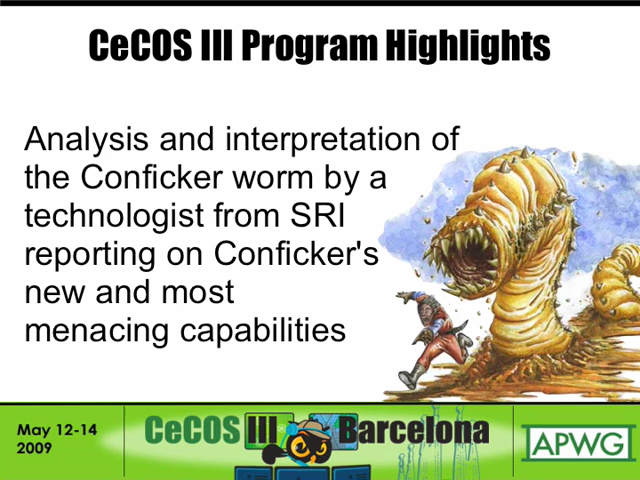 CeCOS III Program Highlights
Analysis and interpretation of
the Conficker worm by a
technologist from SRI
reporting on Conficker's
new and most
menacing capabilities
May 12-14
2009
CeCOS III Barcelona
APWG